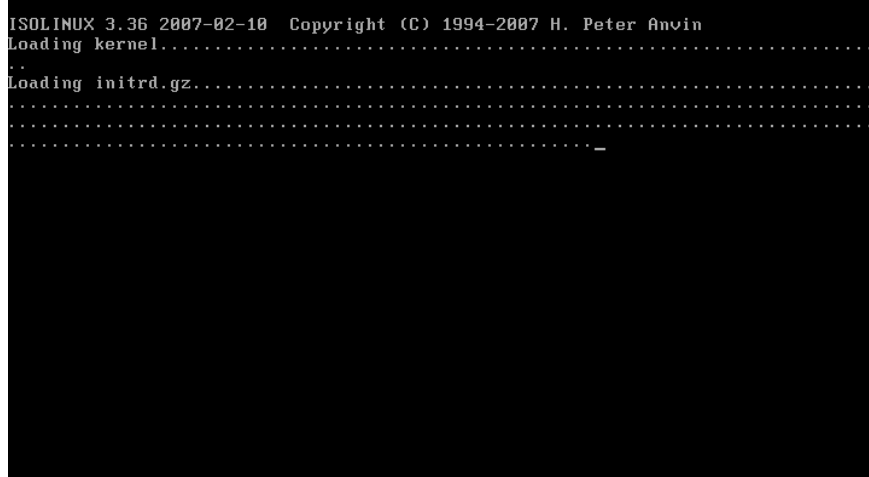 ISOLINUX 3.36 2007-02-10  Copyright (C) 1994-2007 H. Peter Anvin
Loading kernel..................................................................
..
Loading initrd.gz...............................................................
................................................................................
................................................................................
......................................................_